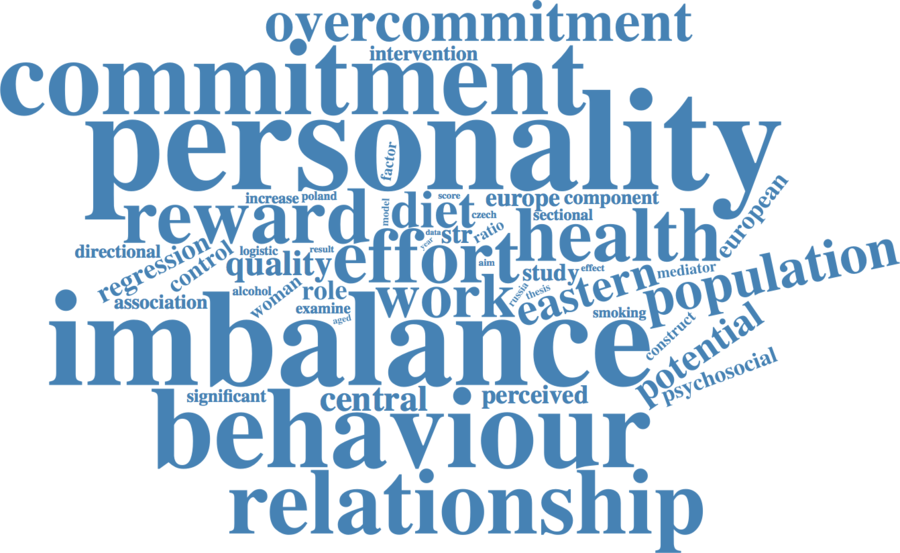 overcommitment
intervention
commitment
personality
factor
increase
poland
model
score
europe
component
european
reward
diet
czech
sectional
directional
regression
control
logistic
result
data
year
str
ratio
health
quality
effort
aim
study
effect
mediator
population
association
alcohol
woman
role
work
russia
thesis
eastern
examine
aged
smoking
construct
imbalance
potential
psychosocial
significant
central
perceived
behaviour
relationship